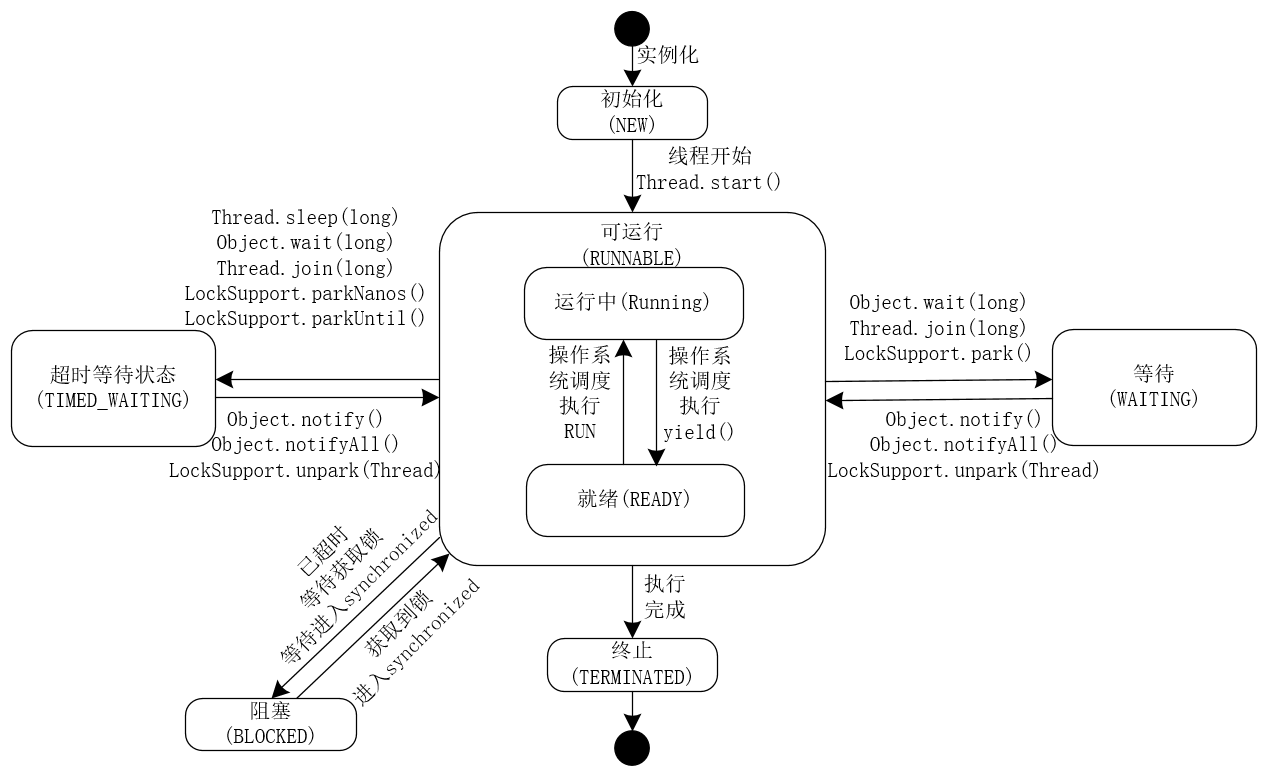 实例化
初始化
(NEW)
线程开始
Thread.start()
Thread.sleep(long)
Object.wait(long)
Thread.join(long)
LockSupport.parkNanos()
LockSupport.parkUntil()
可运行
(RUNNABLE)
运行中(Running)
操作系
统调度
执行
RUN
操作系
统调度
执行
yield()
就绪(READY)
Object.wait(long)
Thread.join(long)
LockSupport.park()
超时等待状态
(TIMED_WAITING)
等待
(WAITING)
Object.notify()
Object.notifyAll()
LockSupport.unpark(Thread)
Object.notify()
Object.notifyAll()
LockSupport.unpark(Thread)
已超时
等待获取锁
等待进入synchronized
获取到锁
进入synchronized
执行
完成
终止
(TERMINATED)
阻塞
(BLOCKED)